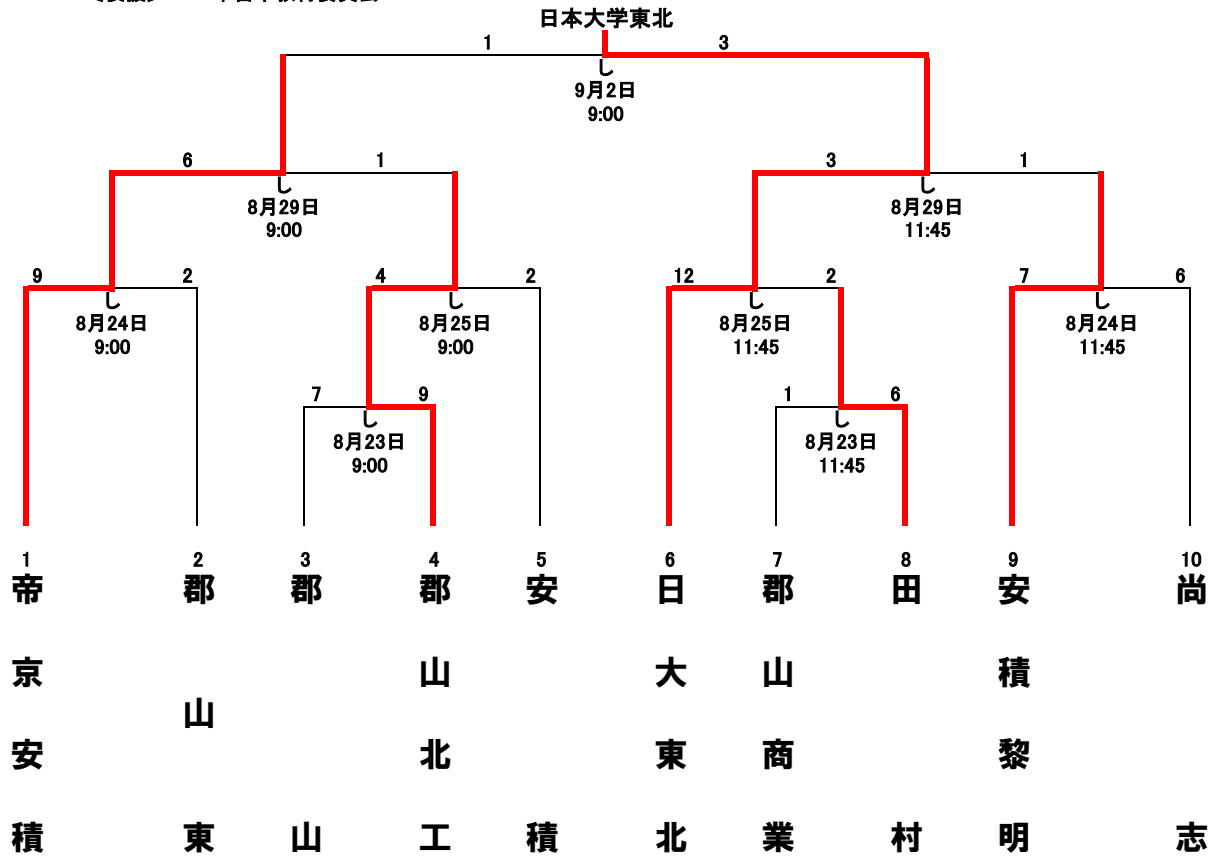 日本大学東北
1 3
し
9月2日
9:00
6 1 3 1
し し
8月29日 8月29日
9:00 11:45
9 2 4 2 12 2 7 6
し し し し
8月24日 8月25日 8月25日 8月24日
9:00 9:00 11:45 11:45
7 9 1 6
し し
8月23日 8月23日
9:00 11:45
1 2 3 4 5 6 7 8 9 10
帝京安積
郡山東
郡山
郡山北工
安積
日大東北
郡山商業
田村
安積黎明
尚志